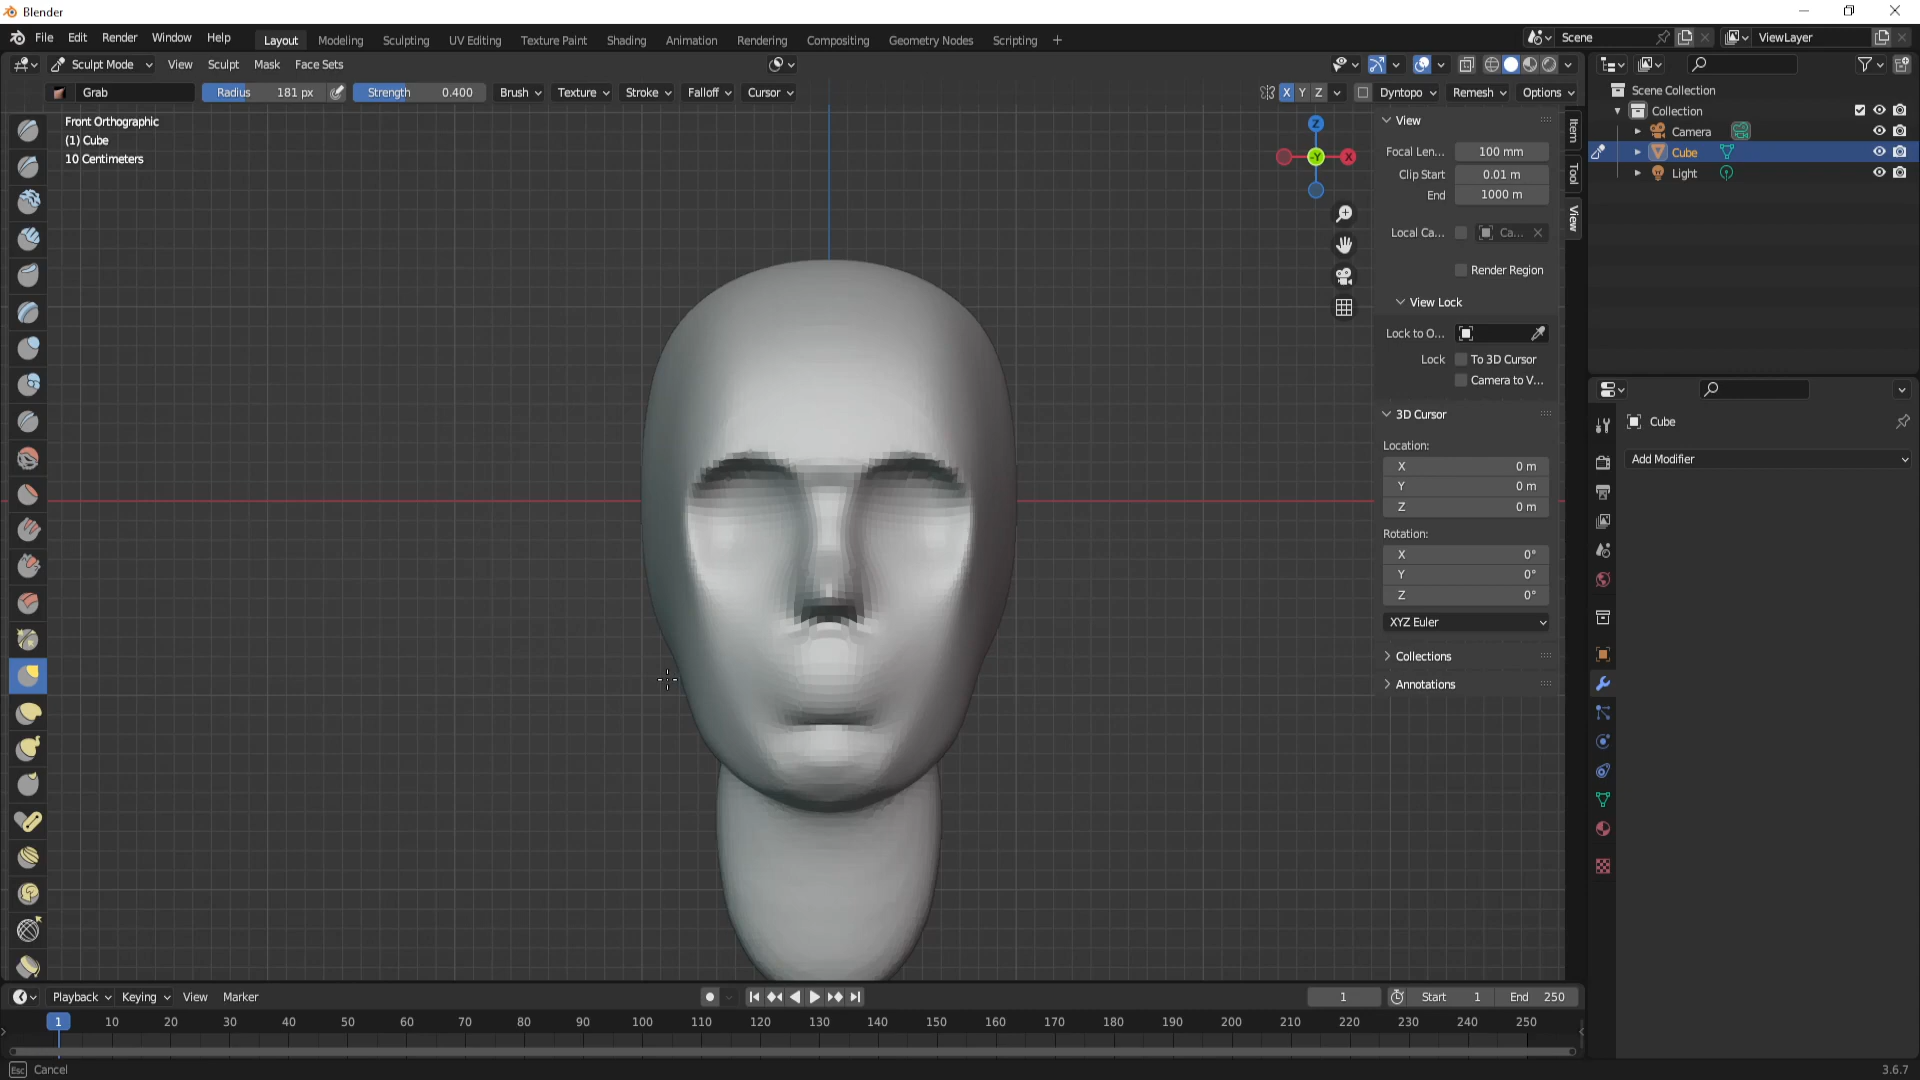 Blender
File Edit Render Window Help Layout Modeling Sculpting UV Editing Texture Paint Shading Animation Rendering Compositing Geometry Nodes Scripting + Scene ViewLayer
Sculpt Mode View Sculpt Mask Face Sets
Grab Radius 181 px Strength 0.400 Brush Texture Stroke Falloff Cursor X Y Z Dyntopo Remesh Options
Front Orthographic
(1) Cube
10 Centimeters
Z
-Y
X
View
Focal Len... 100 mm
Clip Start 0.01 m
End 1000 m
Local Ca... Ca...
Render Region
View Lock
Lock to O...
Lock To 3D Cursor
Camera to V...
3D Cursor
Location:
X 0 m
Y 0 m
Z 0 m
Rotation:
X 0°
Y 0°
Z 0°
XYZ Euler
Collections
Annotations
Item
Tool
View
Scene Collection
Collection
Camera
Cube
Light
Cube
Add Modifier
Playback Keying View Marker 1 Start 1 End 250
1 10 20 30 40 50 60 70 80 90 100 110 120 130 140 150 160 170 180 190 200 210 220 230 240 250
Esc Cancel 3.6.7